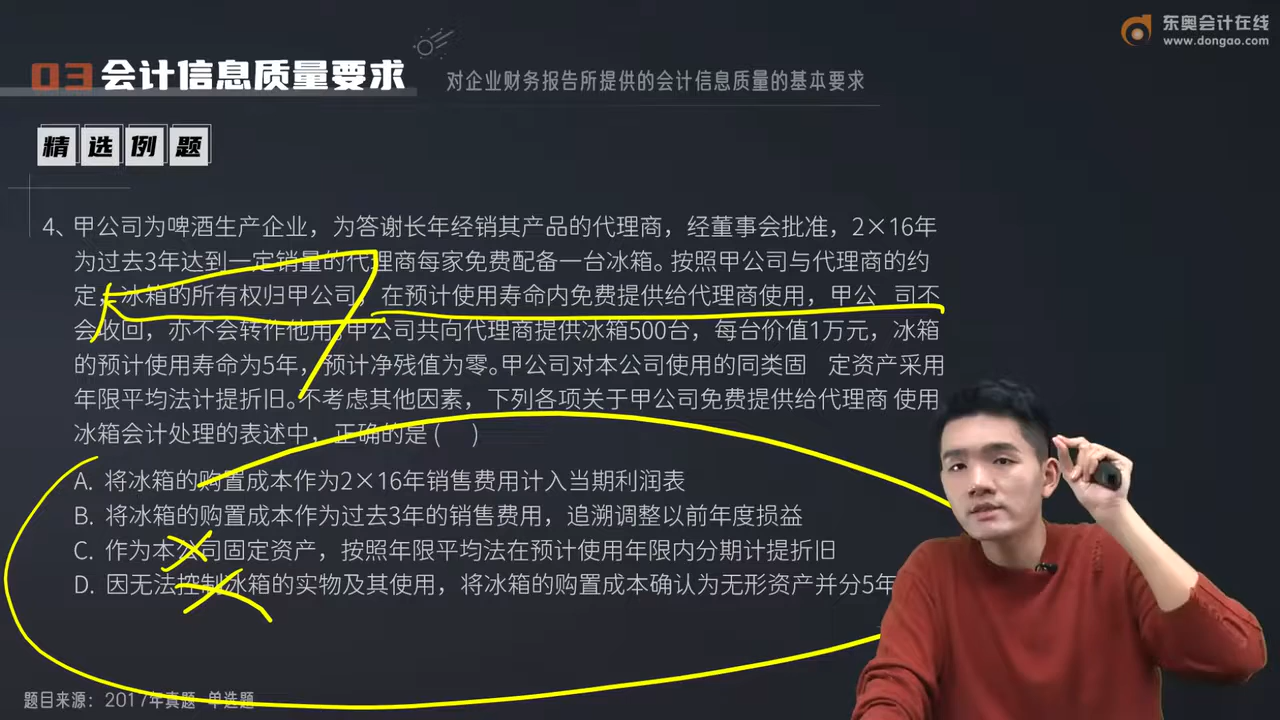 东奥会计在线
www.dongao.com
03 会计信息质量要求 对企业财务报告所提供的会计信息质量的基本要求
精选例题
4、甲公司为啤酒生产企业，为答谢长年经销其产品的代理商，经董事会批准，2×16年
为过去3年达到一定销量的代理商每家免费配备一台冰箱。按照甲公司与代理商的约
定，冰箱的所有权归甲公司，在预计使用寿命内免费提供给代理商使用，甲公 司不
会收回，亦不会转作他用。甲公司共向代理商提供冰箱500台，每台价值1万元，冰箱
的预计使用寿命为5年，预计净残值为零。甲公司对本公司使用的同类固 定资产采用
年限平均法计提折旧。不考虑其他因素，下列各项关于甲公司免费提供给代理商 使用
冰箱会计处理的表述中，正确的是( )
A. 将冰箱的购置成本作为2×16年销售费用计入当期利润表
B. 将冰箱的购置成本作为过去3年的销售费用，追溯调整以前年度损益
C. 作为本公司固定资产，按照年限平均法在预计使用年限内分期计提折旧
D. 因无法控制冰箱的实物及其使用，将冰箱的购置成本确认为无形资产并分5年
题目来源：2017年真题 单选题